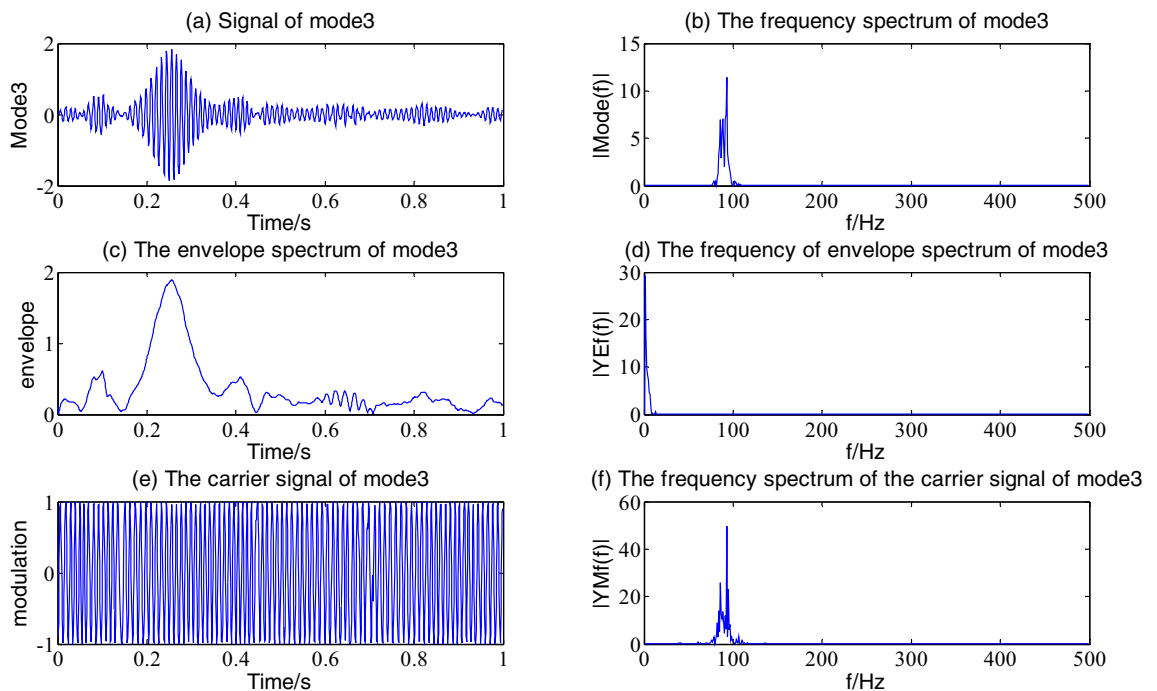 (a) Signal of mode3
2
0
-2
Mode3
0 0.2 0.4 0.6 0.8 1
Time/s
(b) The frequency spectrum of mode3
15
10
5
0
|Mode(f)|
0 100 200 300 400 500
f/Hz
(c) The envelope spectrum of mode3
2
1
0
envelope
0 0.2 0.4 0.6 0.8 1
Time/s
(d) The frequency of envelope spectrum of mode3
30
20
10
0
|YEf(f)|
0 100 200 300 400 500
f/Hz
(e) The carrier signal of mode3
1
0
-1
modulation
0 0.2 0.4 0.6 0.8 1
Time/s
(f) The frequency spectrum of the carrier signal of mode3
60
40
20
0
|YMf(f)|
0 100 200 300 400 500
f/Hz